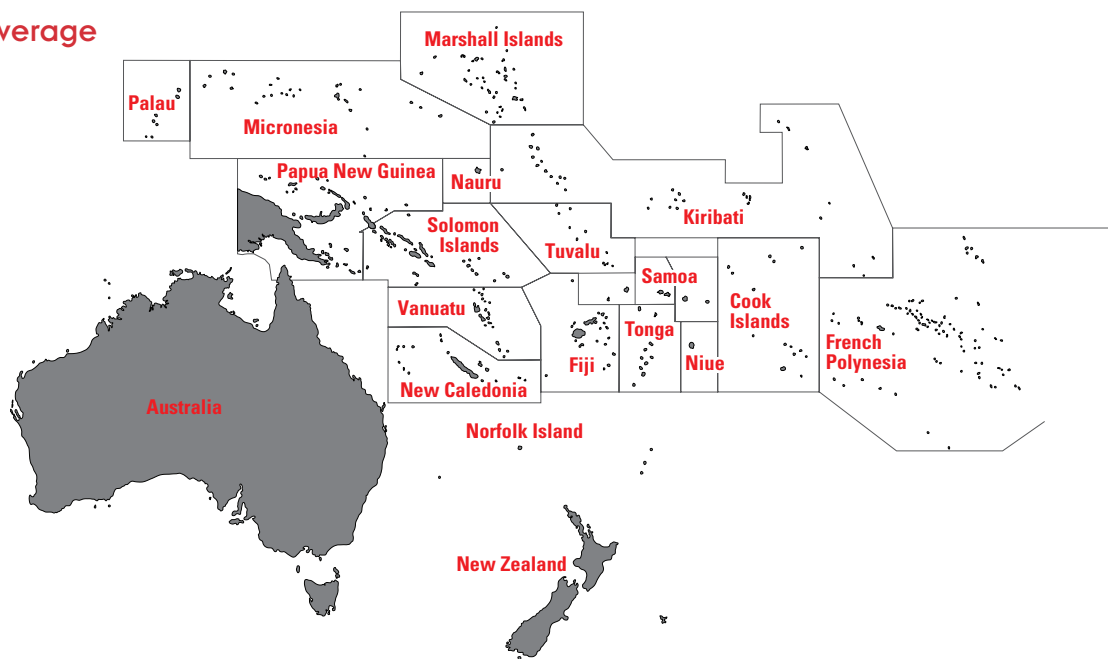 verage
Marshall Islands
Palau
Micronesia
Papua New Guinea
Nauru
Kiribati
Solomon
Islands
Tuvalu
Samoa
Vanuatu
Cook
Islands
Tonga
Fiji
Niue
French
Polynesia
New Caledonia
Australia
Norfolk Island
New Zealand